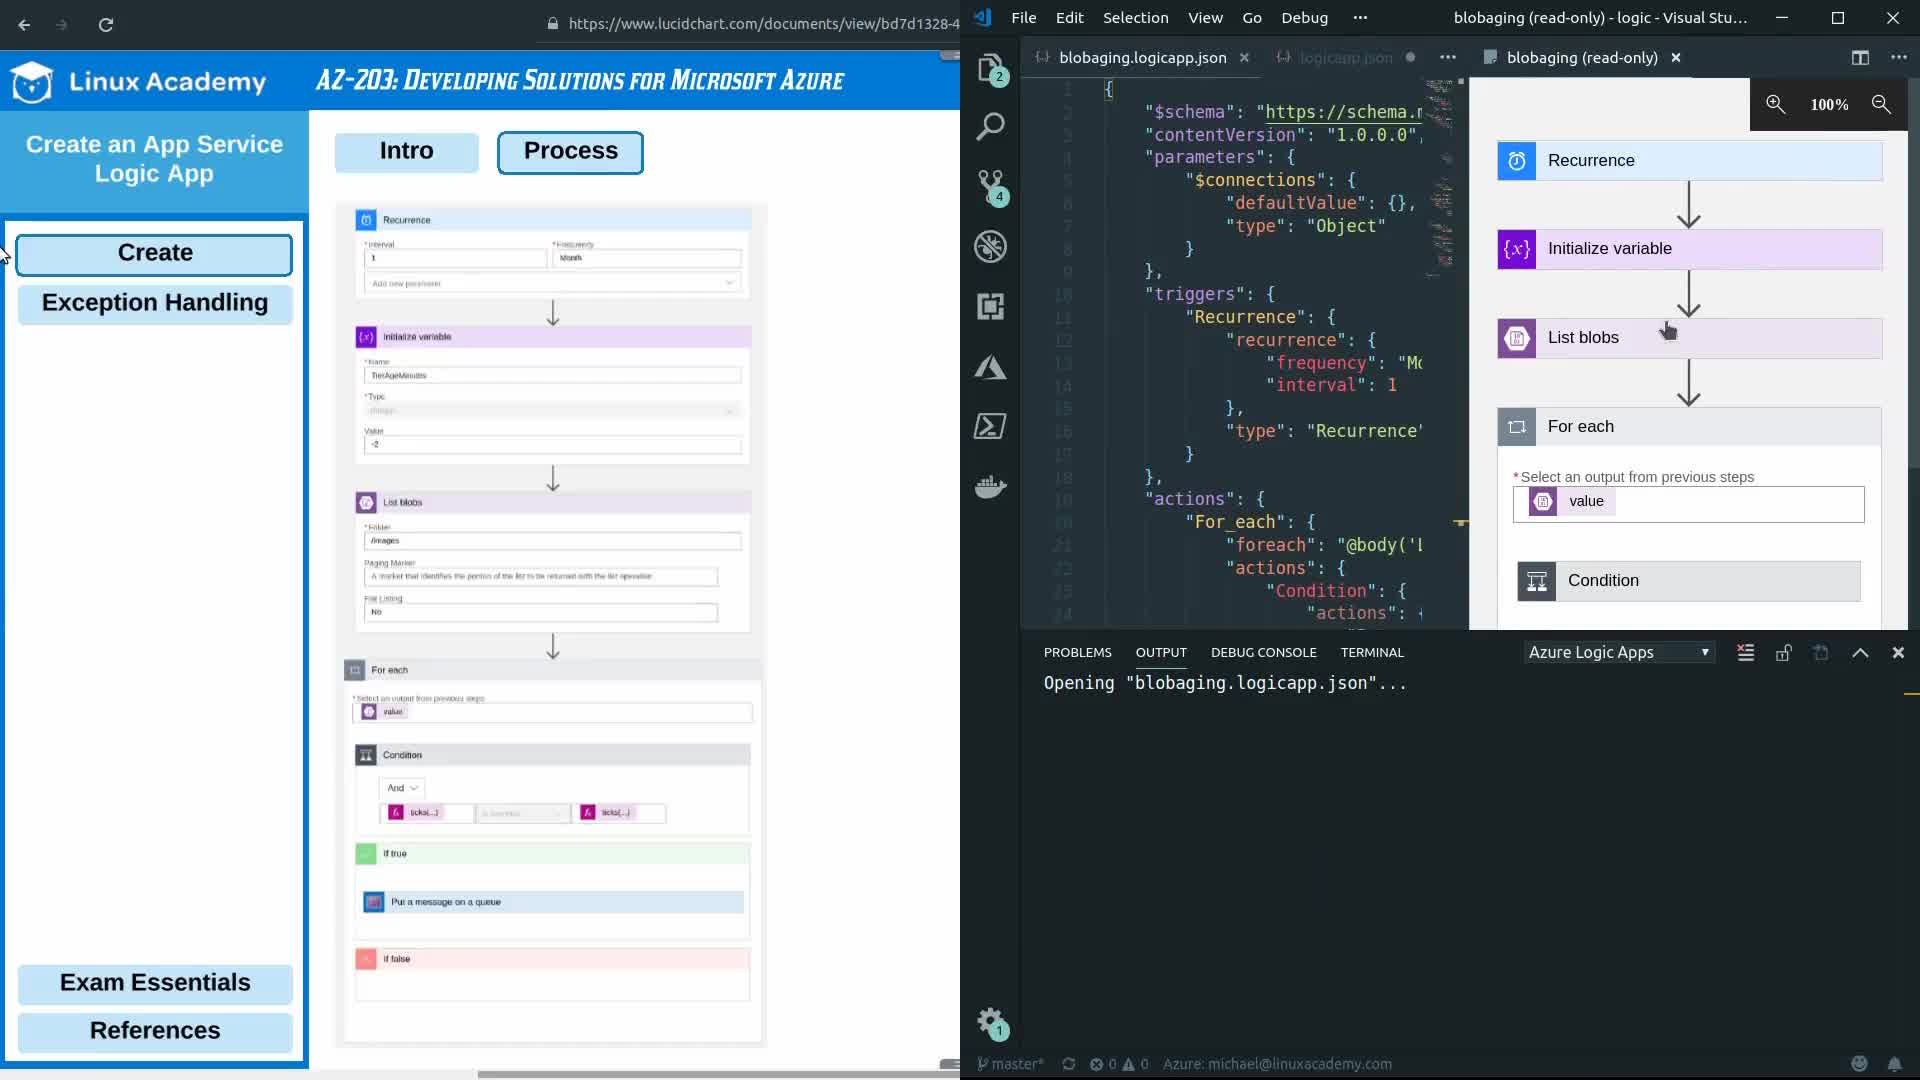 https://www.lucidchart.com/documents/view/bd7d1328-4
Linux Academy
AZ-203: Developing Solutions for Microsoft Azure
Create an App Service
Logic App
Create
Exception Handling
Exam Essentials
References
Intro
Process
Recurrence
*Interval
*Frequency
1
Month
Add new parameter
Initialize variable
*Name
TierAgeMinutes
*Type
Value
-2
List blobs
*Folder
/images
Paging Marker
A marker that identifies the portion of the list to be returned with the list operation
Flat Listing
No
For each
*Select an output from previous steps
value
Condition
And
ticks(...)
ticks(...)
If true
Put a message on a queue
If false
File Edit Selection View Go Debug ···
blobaging (read-only) - logic - Visual Stu…
2
4
1
blobaging.logicapp.json
logicapp.json
blobaging (read-only)
1 {
2 "$schema": "https://schema.m
3 "contentVersion": "1.0.0.0",
4 "parameters": {
5 "$connections": {
6 "defaultValue": {},
7 "type": "Object"
8 }
9 },
10 "triggers": {
11 "Recurrence": {
12 "recurrence": {
13 "frequency": "Mo
14 "interval": 1
15 },
16 "type": "Recurrence"
17 }
18 },
19 "actions": {
20 "For_each": {
21 "foreach": "@body('L
22 "actions": {
23 "Condition": {
24 "actions": {
100%
Recurrence
{x} Initialize variable
List blobs
For each
*Select an output from previous steps
value
Condition
PROBLEMS OUTPUT DEBUG CONSOLE TERMINAL
Azure Logic Apps
Opening "blobaging.logicapp.json"...
master* 0 0 Azure: michael@linuxacademy.com